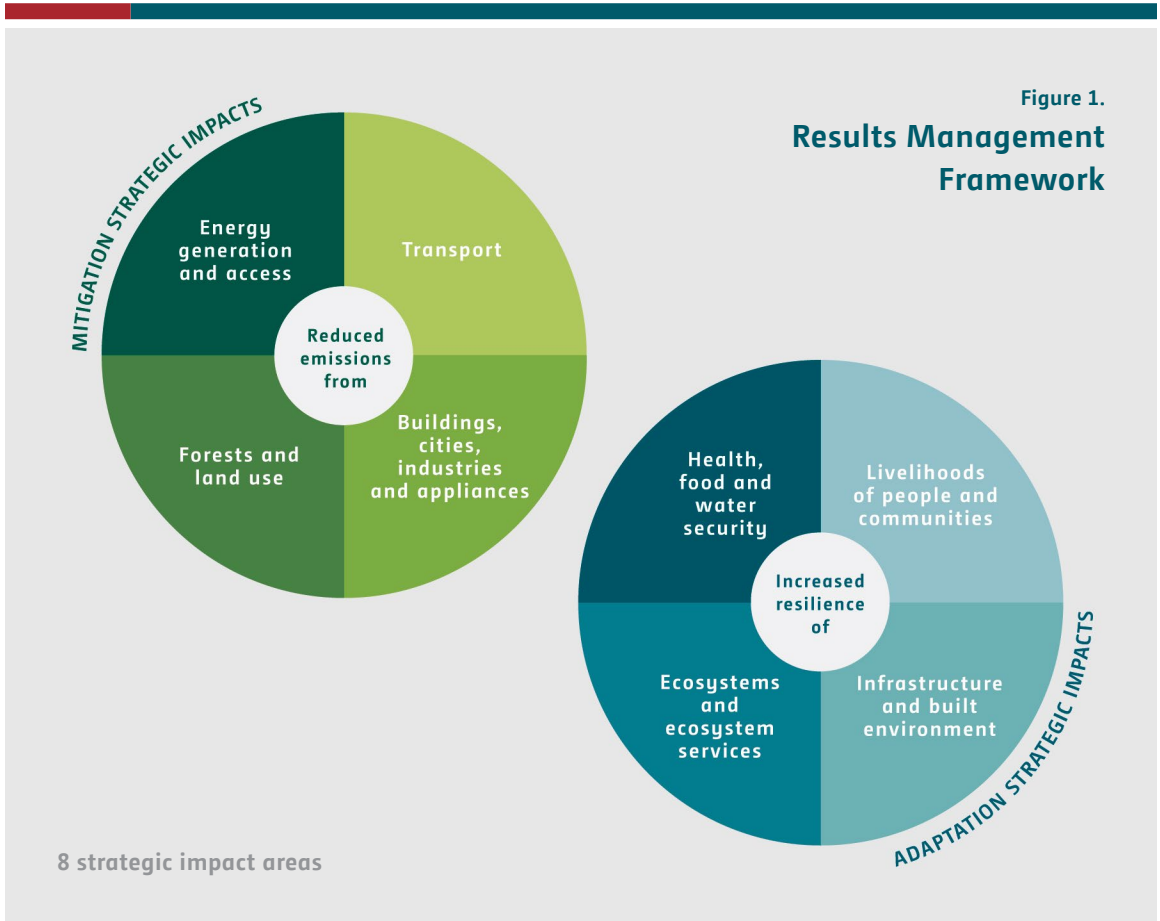 Figure 1.
Results Management
Framework
MITIGATION STRATEGIC IMPACTS
Energy
generation
and access
Transport
Reduced
emissions
from
Forests and
land use
Buildings,
cities,
industries
and appliances
Health,
food and
water
security
Livelihoods
of people and
communities
Increased
resilience
of
Ecosystems
and
ecosystem
services
Infrastructure
and built
environment
ADAPTATION STRATEGIC IMPACTS
8 strategic impact areas